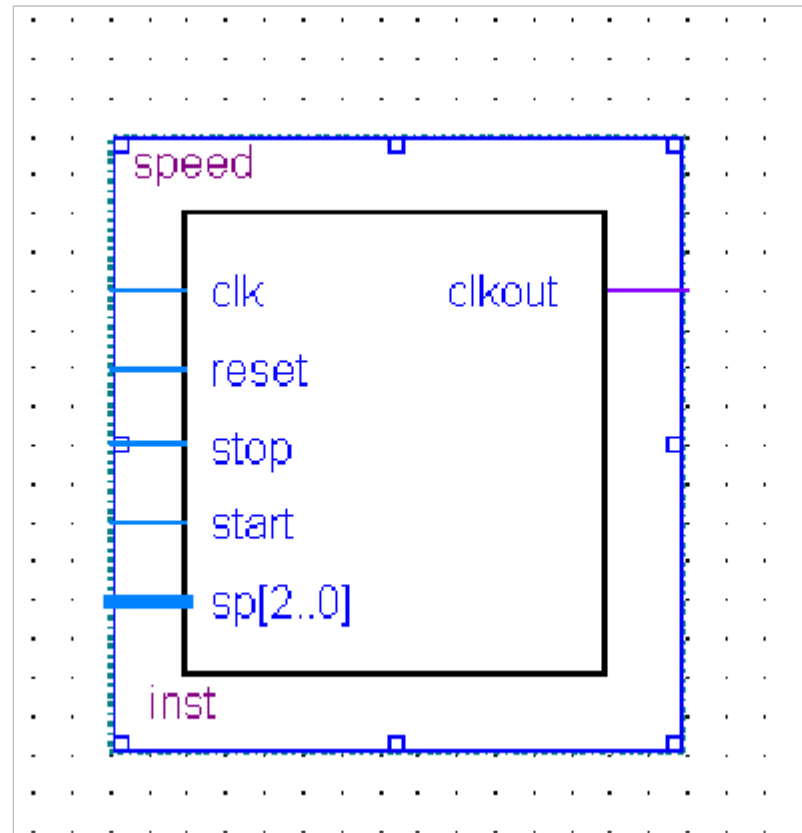 speed
clk clkout
reset
stop
start
sp[2..0]
inst